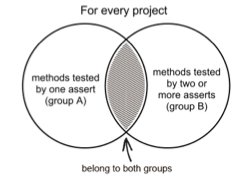 For every project
methods tested
by one assert
(group A)
methods tested
by two or
more asserts
(group B)
belong to both groups